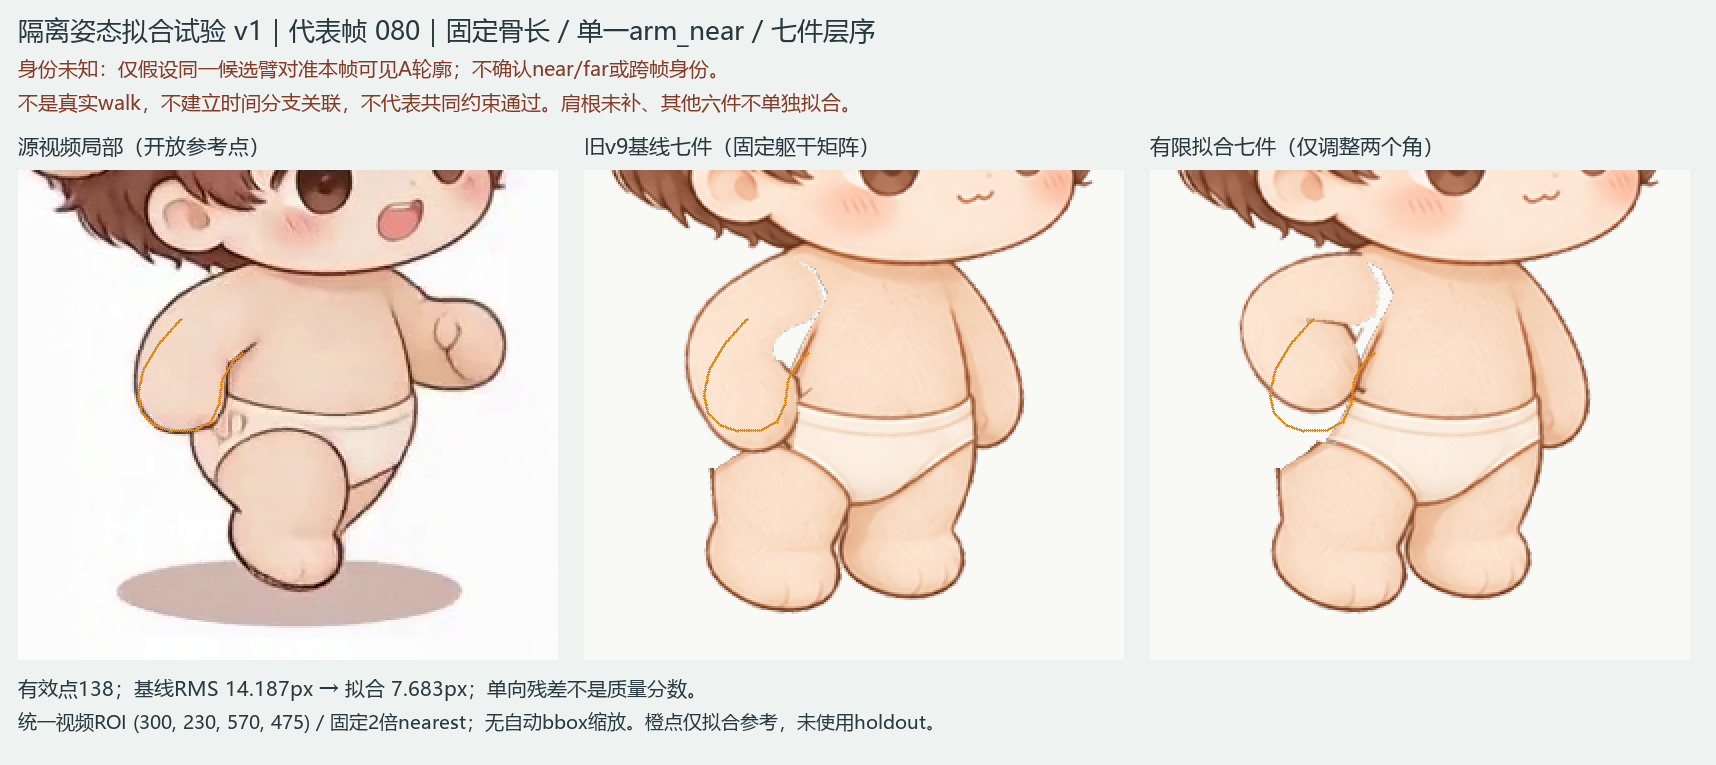 隔离姿态拟合试验 v1 | 代表帧 080 | 固定骨长 / 单一arm_near / 七件层序
身份未知：仅假设同一候选臂对准本帧可见A轮廓；不确认near/far或跨帧身份。
不是真实walk，不建立时间分支关联，不代表共同约束通过。肩根未补、其他六件不单独拟合。
源视频局部（开放参考点）
旧v9基线七件（固定躯干矩阵）
有限拟合七件（仅调整两个角）
有效点138；基线RMS 14.187px → 拟合 7.683px；单向残差不是质量分数。
统一视频ROI (300, 230, 570, 475) / 固定2倍nearest；无自动bbox缩放。橙点仅拟合参考，未使用holdout。